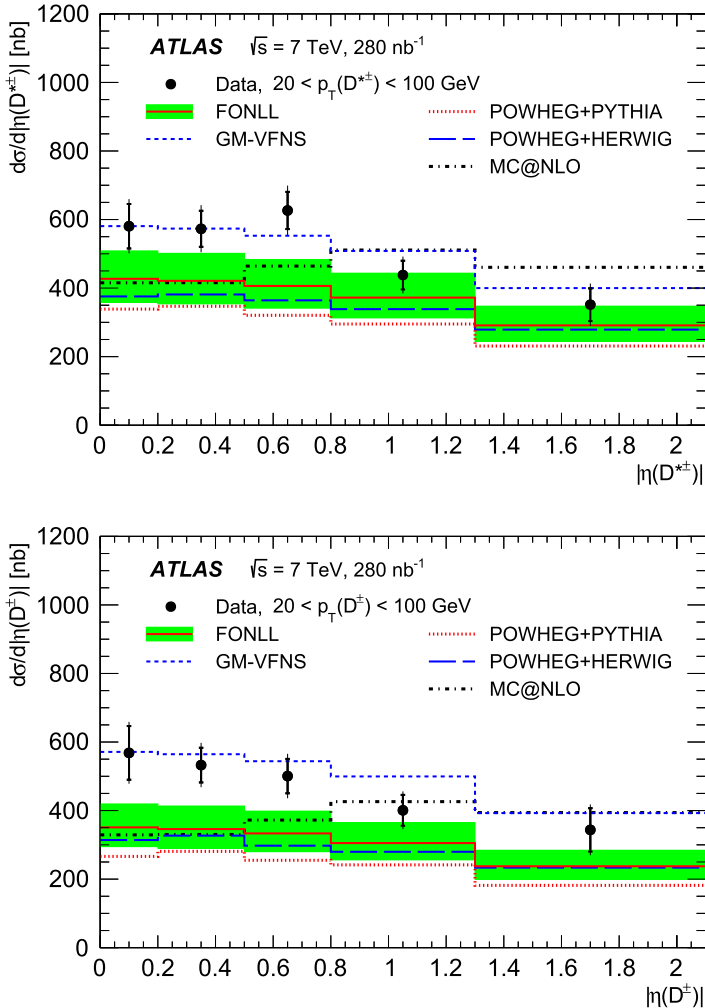 1200
1000
800
600
400
200
0
dσ/d|η(D*±)| [nb]
ATLAS √s = 7 TeV, 280 nb⁻¹
Data, 20 < p_T(D*±) < 100 GeV
FONLL POWHEG+PYTHIA
GM-VFNS POWHEG+HERWIG
MC@NLO
0 0.2 0.4 0.6 0.8 1 1.2 1.4 1.6 1.8 2
|η(D*±)|
1200
1000
800
600
400
200
0
dσ/d|η(D±)| [nb]
ATLAS √s = 7 TeV, 280 nb⁻¹
Data, 20 < p_T(D±) < 100 GeV
FONLL POWHEG+PYTHIA
GM-VFNS POWHEG+HERWIG
MC@NLO
0 0.2 0.4 0.6 0.8 1 1.2 1.4 1.6 1.8 2
|η(D±)|